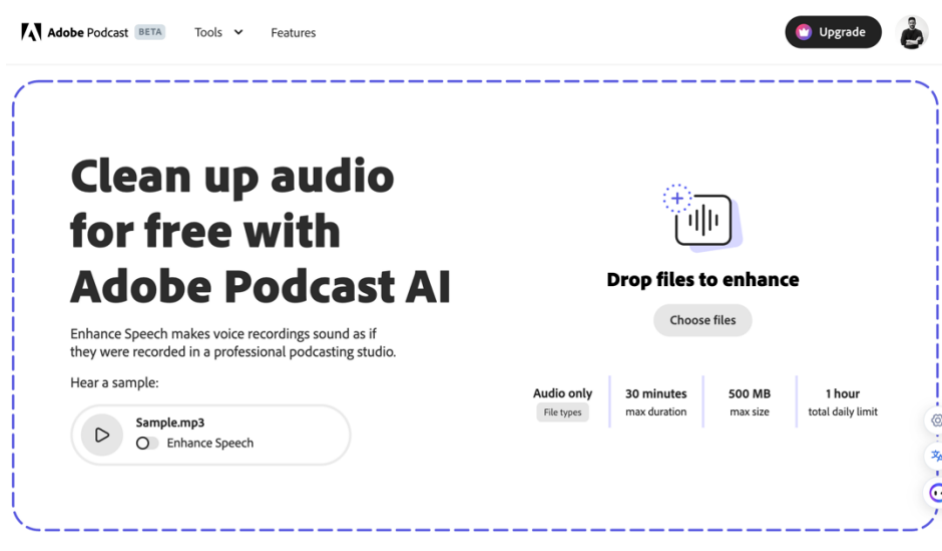 Adobe Podcast BETA
Tools
Features
Upgrade
Clean up audio
for free with
Adobe Podcast AI
Enhance Speech makes voice recordings sound as if
they were recorded in a professional podcasting studio.
Hear a sample:
Sample.mp3
Enhance Speech
Drop files to enhance
Choose files
Audio only
File types
30 minutes
max duration
500 MB
max size
1 hour
total daily limit